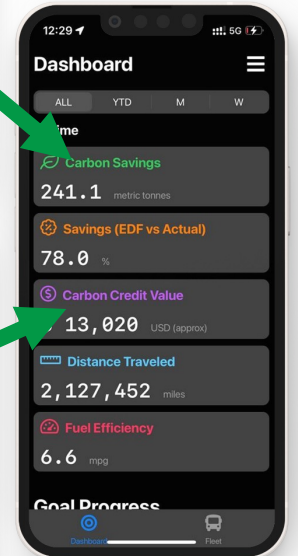 12:29 5G
Dashboard
ALL YTD M W
ime
Carbon Savings
241.1 metric tonnes
Savings (EDF vs Actual)
78.0 %
Carbon Credit Value
13,020 USD (approx)
Distance Traveled
2,127,452 miles
Fuel Efficiency
6.6 mpg
Goal Progress
Dashboard Fleet